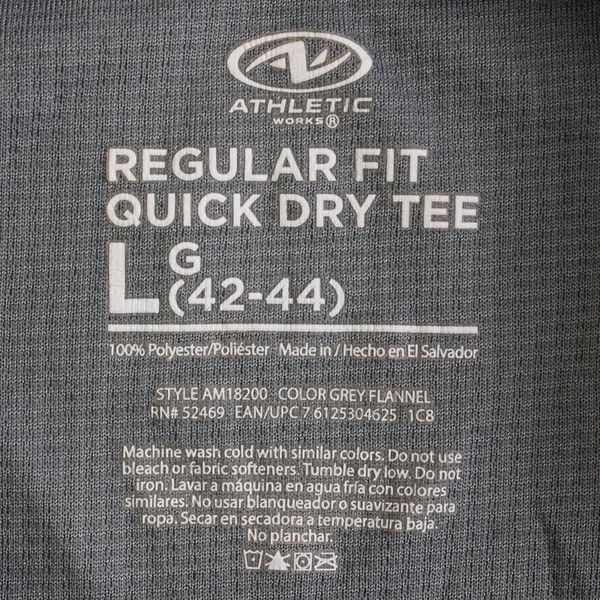 ATHLETIC
WORKS®
REGULAR FIT
QUICK DRY TEE
L G
(42-44)
100% Polyester/Poliéster Made in / Hecho en El Salvador
STYLE AM18200 COLOR GREY FLANNEL
RN# 52469 EAN/UPC 7 6125304625 1C8
Machine wash cold with similar colors. Do not use
bleach or fabric softeners. Tumble dry low. Do not
iron. Lavar a máquina en agua fría con colores
similares. No usar blanqueador o suavizante para
ropa. Secar en secadora a temperatura baja.
No planchar.